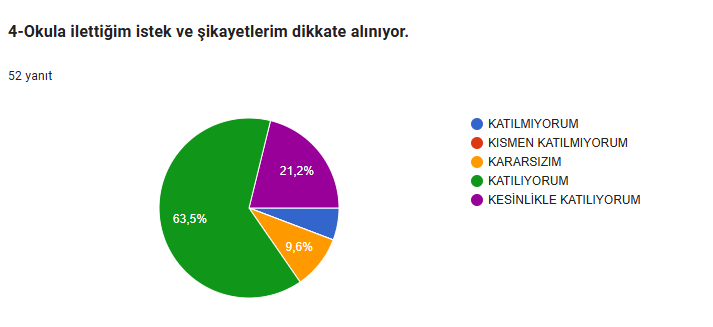 4-Okula ilettiğim istek ve şikayetlerim dikkate alınıyor.
52 yanıt
KATILMIYORUM
KISMEN KATILMIYORUM
KARARSIZIM
KATILIYORUM
KESİNLİKLE KATILIYORUM
21,2%
63,5%
9,6%